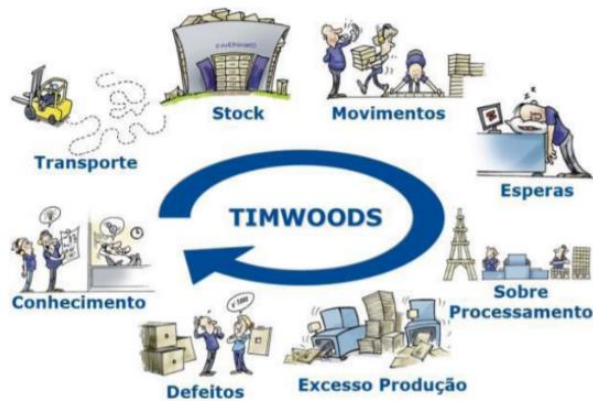 Stock
Movimentos
Transporte
Esperas
TIMWOODS
Conhecimento
Sobre
Processamento
Defeitos
Excesso Produção